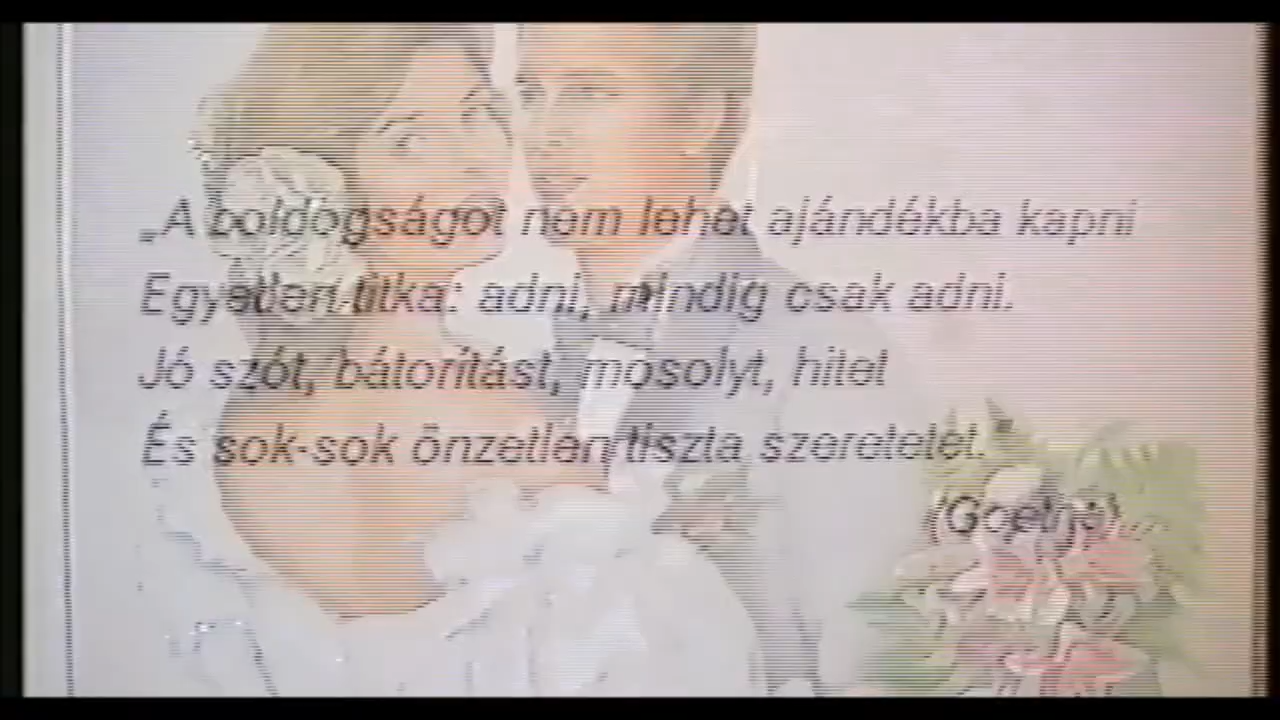 „A boldogságot nem lehet ajándékba kapni
Egyetlen titka: adni, mindig csak adni.
Jó szót, bátorítást, mosolyt, hitet
És sok-sok önzetlen tiszta szeretetet.”
(Goethe)